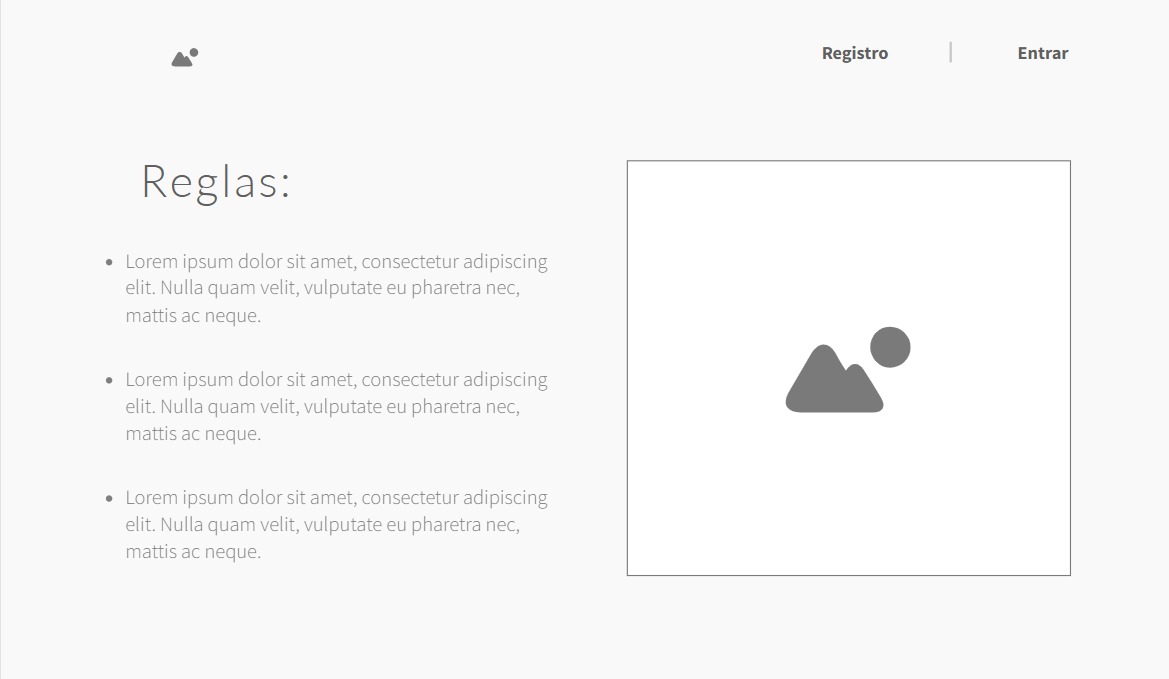 Registro | Entrar
Reglas:
• Lorem ipsum dolor sit amet, consectetur adipiscing
elit. Nulla quam velit, vulputate eu pharetra nec,
mattis ac neque.
• Lorem ipsum dolor sit amet, consectetur adipiscing
elit. Nulla quam velit, vulputate eu pharetra nec,
mattis ac neque.
• Lorem ipsum dolor sit amet, consectetur adipiscing
elit. Nulla quam velit, vulputate eu pharetra nec,
mattis ac neque.